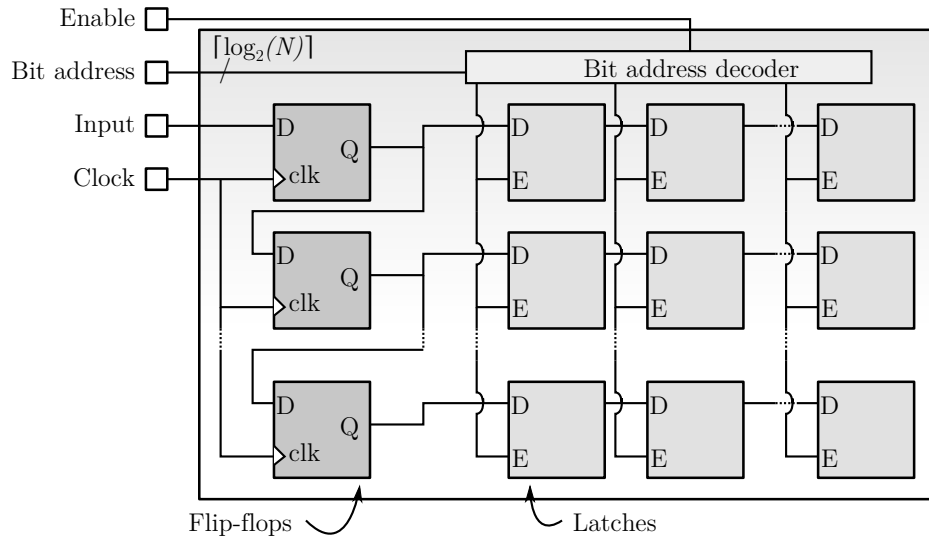 Enable
⌈log₂(N)⌉
Bit address
Bit address decoder
Input
D
Q
D
D
D
Clock
clk
E
E
E
D
Q
D
D
D
clk
E
E
E
D
Q
D
D
D
clk
E
E
E
Flip-flops
Latches